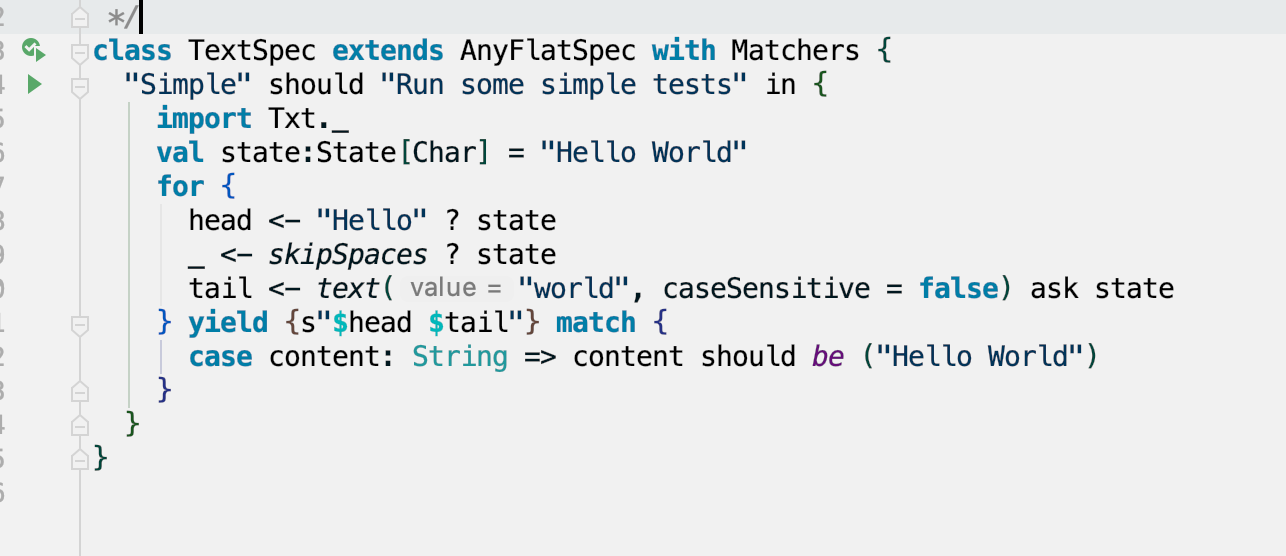 */
class TextSpec extends AnyFlatSpec with Matchers {
"Simple" should "Run some simple tests" in {
import Txt._
val state:State[Char] = "Hello World"
for {
head <- "Hello" ? state
_ <- skipSpaces ? state
tail <- text( value = "world", caseSensitive = false) ask state
} yield {s"$head $tail"} match {
case content: String => content should be ("Hello World")
}
}
}